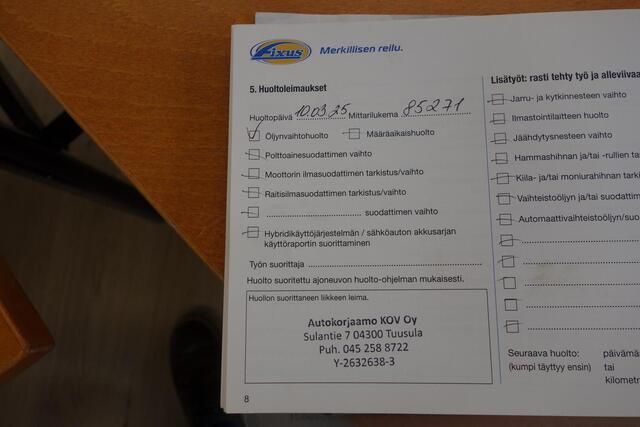 Fixus
Merkillisen reilu.
5. Huoltoleimaukset
Huoltopäivä 10.03.25 Mittarilukema 85271
Öljynvaihtohuolto Määräaikaishuolto
Polttoainesuodattimen vaihto
Moottorin ilmasuodattimen tarkistus/vaihto
Raitisilmasuodattimen tarkistus/vaihto
suodattimen vaihto
Hybridikäyttöjärjestelmän / sähköauton akkusarjan
käyttöraportin suorittaminen
Työn suorittaja
Huolto suoritettu ajoneuvon huolto-ohjelman mukaisesti.
Huollon suorittaneen liikkeen leima.
Autokorjaamo KOV Oy
Sulantie 7 04300 Tuusula
Puh. 045 258 8722
Y-2632638-3
8
Lisätyöt: rasti tehty työ ja alleviivaa
Jarru- ja kytkinnesteen vaihto
Ilmastointilaitteen huolto
Jäähdytysnesteen vaihto
Hammashihnan ja/tai -rullien tar
Kiila- ja/tai moniurahihnan tarki
Vaihteistoöljyn ja/tai suodattim
Automaattivaihteistoöljyn/suo
Seuraava huolto: päivämä
(kumpi täyttyy ensin) tai
kilometr